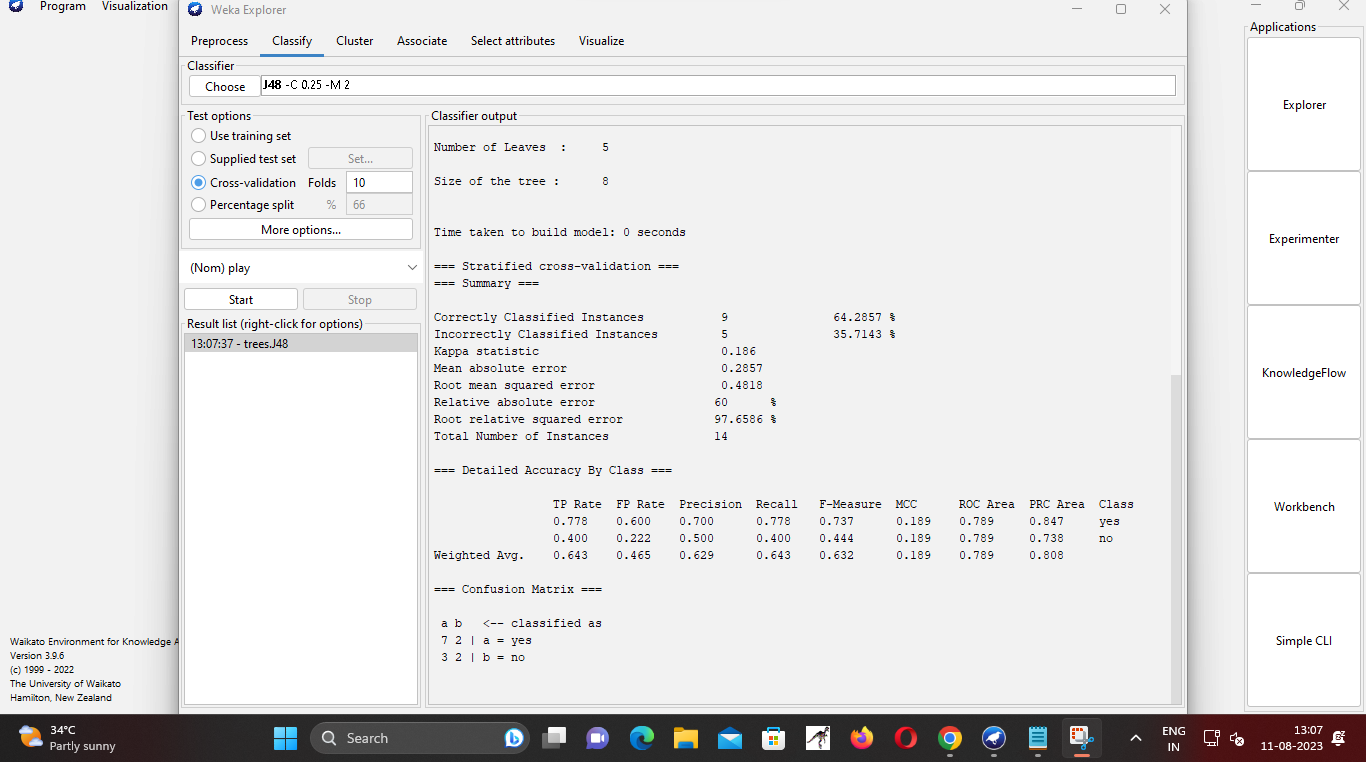 Program Visualization
Weka Explorer
Applications
Preprocess Classify Cluster Associate Select attributes Visualize
Classifier
Choose J48 -C 0.25 -M 2
Test options
Use training set
Supplied test set Set...
Cross-validation Folds 10
Percentage split % 66
More options...
(Nom) play
Start Stop
Result list (right-click for options)
13:07:37 - trees.J48
Classifier output
Number of Leaves : 5
Size of the tree : 8
Time taken to build model: 0 seconds
=== Stratified cross-validation ===
=== Summary ===
Correctly Classified Instances 9 64.2857 %
Incorrectly Classified Instances 5 35.7143 %
Kappa statistic 0.186
Mean absolute error 0.2857
Root mean squared error 0.4818
Relative absolute error 60 %
Root relative squared error 97.6586 %
Total Number of Instances 14
=== Detailed Accuracy By Class ===
TP Rate FP Rate Precision Recall F-Measure MCC ROC Area PRC Area Class
0.778 0.600 0.700 0.778 0.737 0.189 0.789 0.847 yes
0.400 0.222 0.500 0.400 0.444 0.189 0.789 0.738 no
Weighted Avg. 0.643 0.465 0.629 0.643 0.632 0.189 0.789 0.808
=== Confusion Matrix ===
a b <-- classified as
7 2 | a = yes
3 2 | b = no
Explorer
Experimenter
KnowledgeFlow
Workbench
Simple CLI
Waikato Environment for Knowledge A
Version 3.9.6
(c) 1999 - 2022
The University of Waikato
Hamilton, New Zealand
34°C
Partly sunny
Search
ENG
IN
13:07
11-08-2023